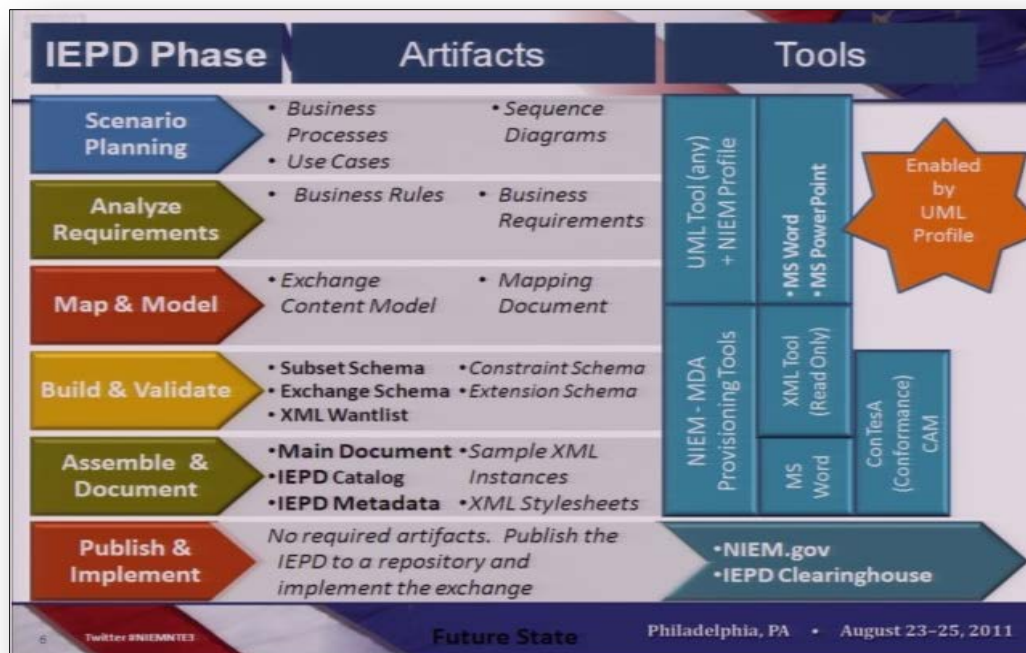 IEPD Phase
Artifacts
Tools
Scenario
Planning
• Business
Processes
• Use Cases
• Sequence
Diagrams
Analyze
Requirements
• Business Rules
• Business
Requirements
Map & Model
• Exchange
Content Model
• Mapping
Document
Build & Validate
• Subset Schema
• Exchange Schema
• XML Wantlist
• Constraint Schema
• Extension Schema
Assemble &
Document
• Main Document
• IEPD Catalog
• IEPD Metadata
• Sample XML
Instances
• XML Stylesheets
Publish &
Implement
No required artifacts. Publish the
IEPD to a repository and
implement the exchange
UML Tool (any)
+ NIEM Profile
• MS Word
• MS PowerPoint
Enabled
by
UML
Profile
NIEM - MDA
Provisioning Tools
XML Tool
(Read Only)
MS
Word
ConTesA
(Conformance)
CAM
• NIEM.gov
• IEPD Clearinghouse
6
Twitter #NIEMNTE3
Future State
Philadelphia, PA • August 23–25, 2011